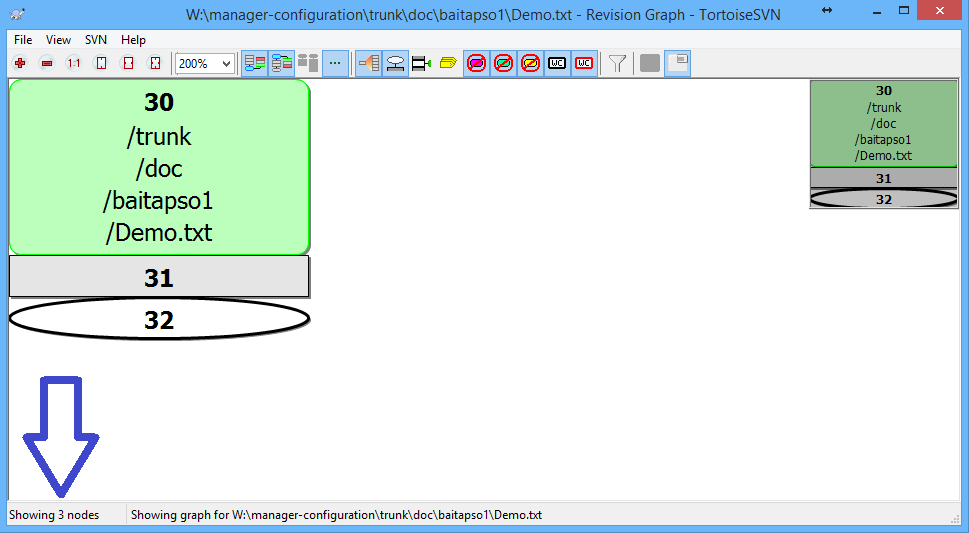 W:\manager-configuration\trunk\doc\baitapso1\Demo.txt - Revision Graph - TortoiseSVN
File View SVN Help
1:1 200% WC WC
30
/trunk
/doc
/baitapso1
/Demo.txt
31
32
30
/trunk
/doc
/baitapso1
/Demo.txt
31
32
Showing 3 nodes Showing graph for W:\manager-configuration\trunk\doc\baitapso1\Demo.txt